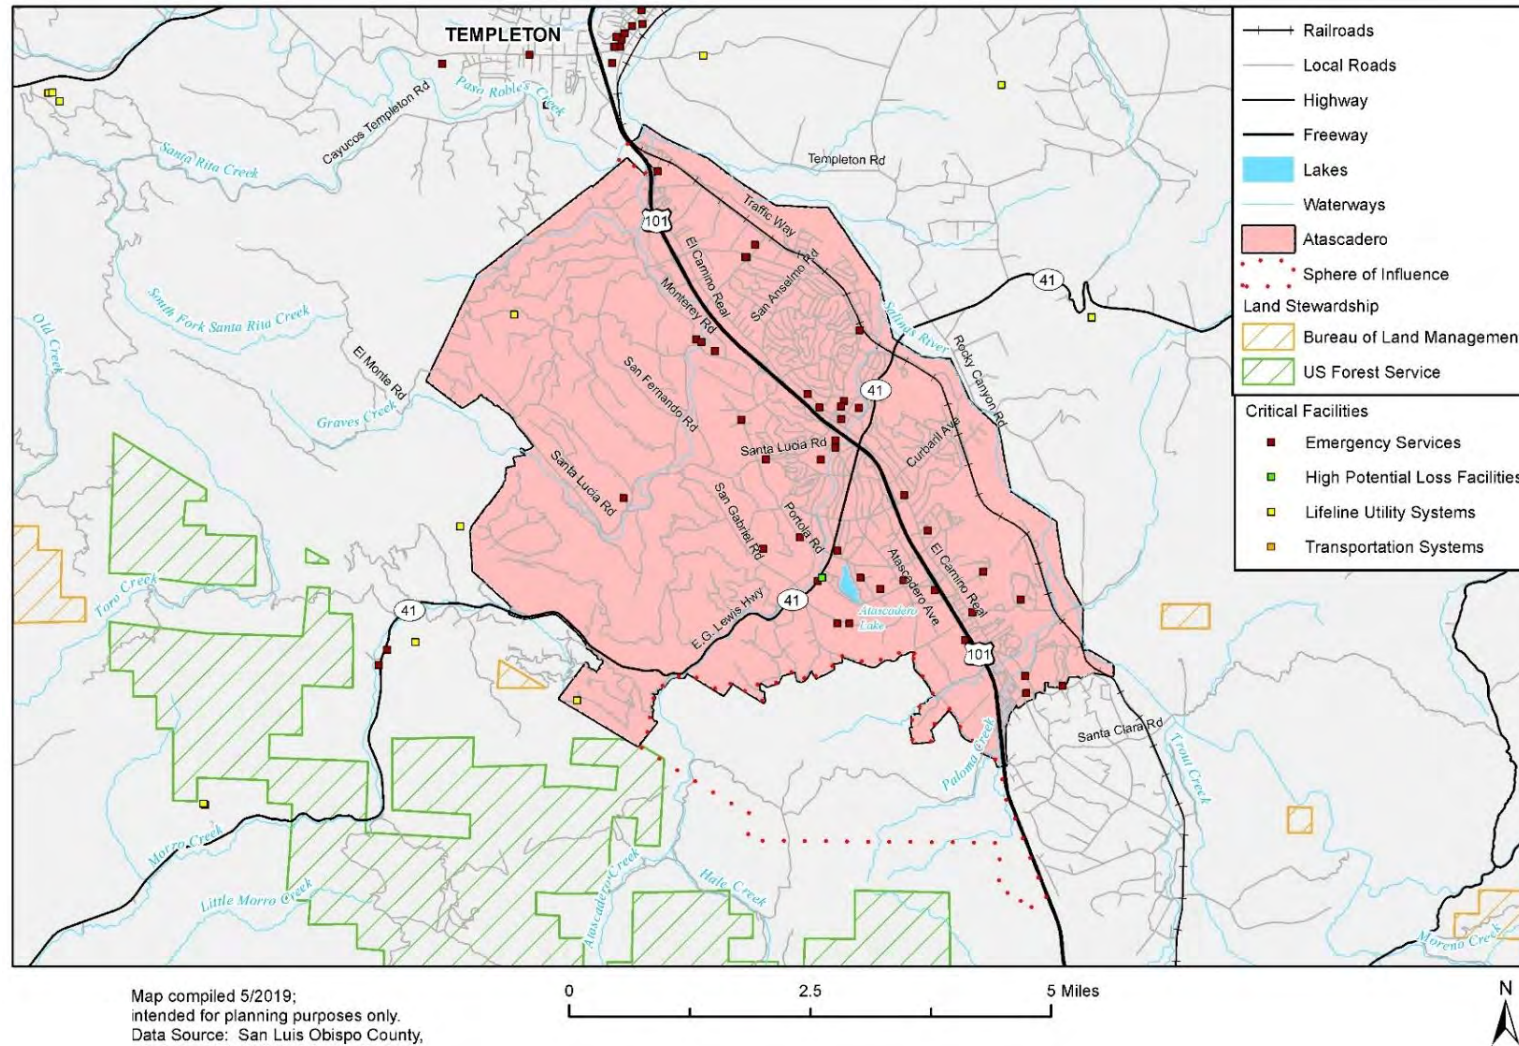 TEMPLETON
Paso Robles Creek
Cayucos Templeton Rd
Santa Rita Creek
Templeton Rd
101
Traffic Way
El Camino Real
San Anselmo Rd
Monterey Rd
41
Salinas River
Rocky Canyon Rd
South Fork Santa Rita Creek
Old Creek
El Monte Rd
Graves Creek
San Fernando Rd
41
Curbaril Ave
Santa Lucia Rd
Santa Lucia Rd
San Gabriel Rd
Portola Rd
El Camino Real
Atascadero Ave
Atascadero
Lake
41
E.G. Lewis Hwy
Toro Creek
41
101
Santa Clara Rd
Paloma Creek
Trout Creek
Morro Creek
Little Morro Creek
Atascadero Creek
Hale Creek
Moreno Creek
Railroads
Local Roads
Highway
Freeway
Lakes
Waterways
Atascadero
Sphere of Influence
Land Stewardship
Bureau of Land Managemen
US Forest Service
Critical Facilities
Emergency Services
High Potential Loss Facilities
Lifeline Utility Systems
Transportation Systems
Map compiled 5/2019;
intended for planning purposes only.
Data Source: San Luis Obispo County,
0 2.5 5 Miles
N